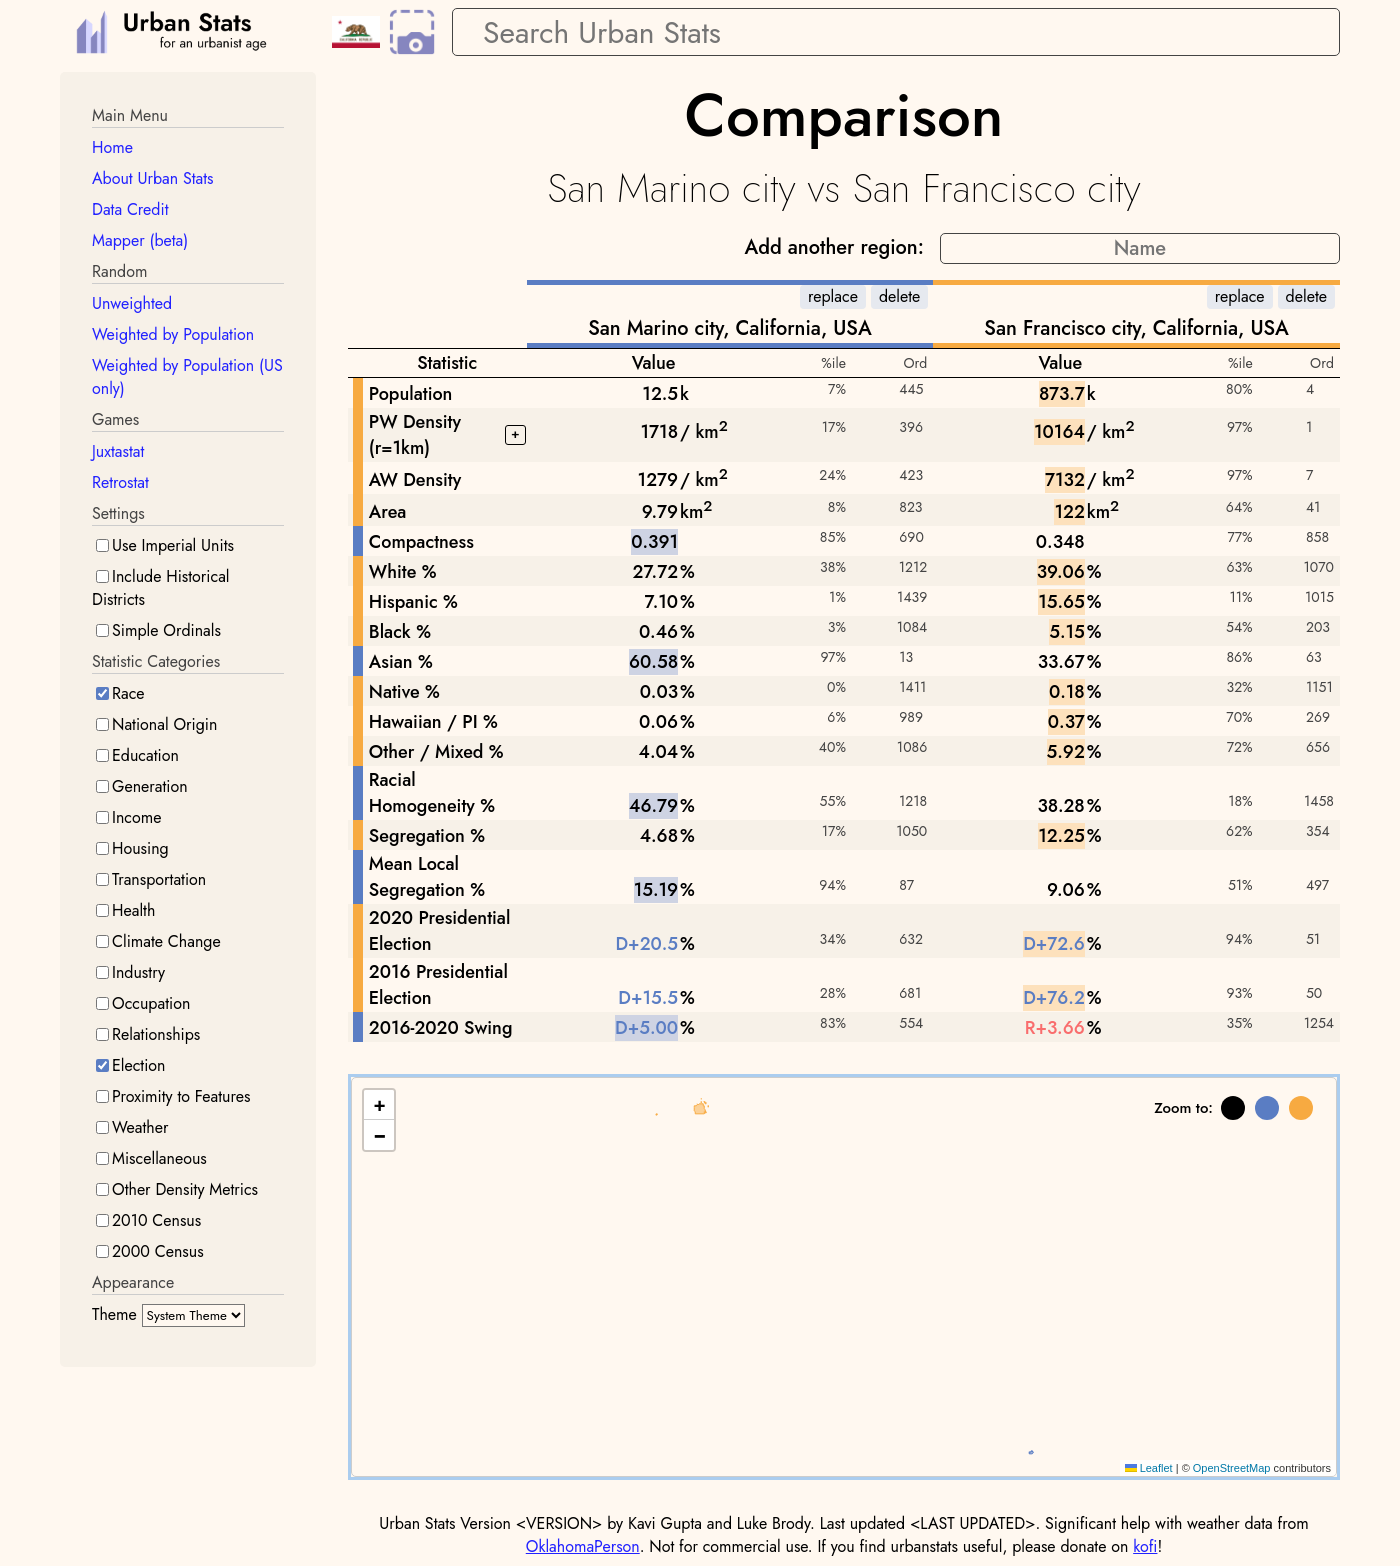 Urban Stats
for an urbanist age
Search Urban Stats
Main Menu
Home
About Urban Stats
Data Credit
Mapper (beta)
Random
Unweighted
Weighted by Population
Weighted by Population (US
only)
Games
Juxtastat
Retrostat
Settings
Use Imperial Units
Include Historical
Districts
Simple Ordinals
Statistic Categories
Race
National Origin
Education
Generation
Income
Housing
Transportation
Health
Climate Change
Industry
Occupation
Relationships
Election
Proximity to Features
Weather
Miscellaneous
Other Density Metrics
2010 Census
2000 Census
Appearance
Theme System Theme
Comparison
San Marino city vs San Francisco city
Add another region: Name
replace delete replace delete
San Marino city, California, USA San Francisco city, California, USA
Statistic Value %ile Ord Value %ile Ord
Population 12.5k 7% 445 873.7k 80% 4
PW Density
(r=1km) + 1718/ km2 17% 396 10164/ km2 97% 1
AW Density 1279/ km2 24% 423 7132/ km2 97% 7
Area 9.79km2 8% 823 122km2 64% 41
Compactness 0.391 85% 690 0.348 77% 858
White % 27.72% 38% 1212 39.06% 63% 1070
Hispanic % 7.10% 1% 1439 15.65% 11% 1015
Black % 0.46% 3% 1084 5.15% 54% 203
Asian % 60.58% 97% 13 33.67% 86% 63
Native % 0.03% 0% 1411 0.18% 32% 1151
Hawaiian / PI % 0.06% 6% 989 0.37% 70% 269
Other / Mixed % 4.04% 40% 1086 5.92% 72% 656
Racial
Homogeneity % 46.79% 55% 1218 38.28% 18% 1458
Segregation % 4.68% 17% 1050 12.25% 62% 354
Mean Local
Segregation % 15.19% 94% 87 9.06% 51% 497
2020 Presidential
Election D+20.5% 34% 632 D+72.6% 94% 51
2016 Presidential
Election D+15.5% 28% 681 D+76.2% 93% 50
2016-2020 Swing D+5.00% 83% 554 R+3.66% 35% 1254
+
−
Zoom to:
Leaflet | © OpenStreetMap contributors
Urban Stats Version <VERSION> by Kavi Gupta and Luke Brody. Last updated <LAST UPDATED>. Significant help with weather data from
OklahomaPerson. Not for commercial use. If you find urbanstats useful, please donate on kofi!